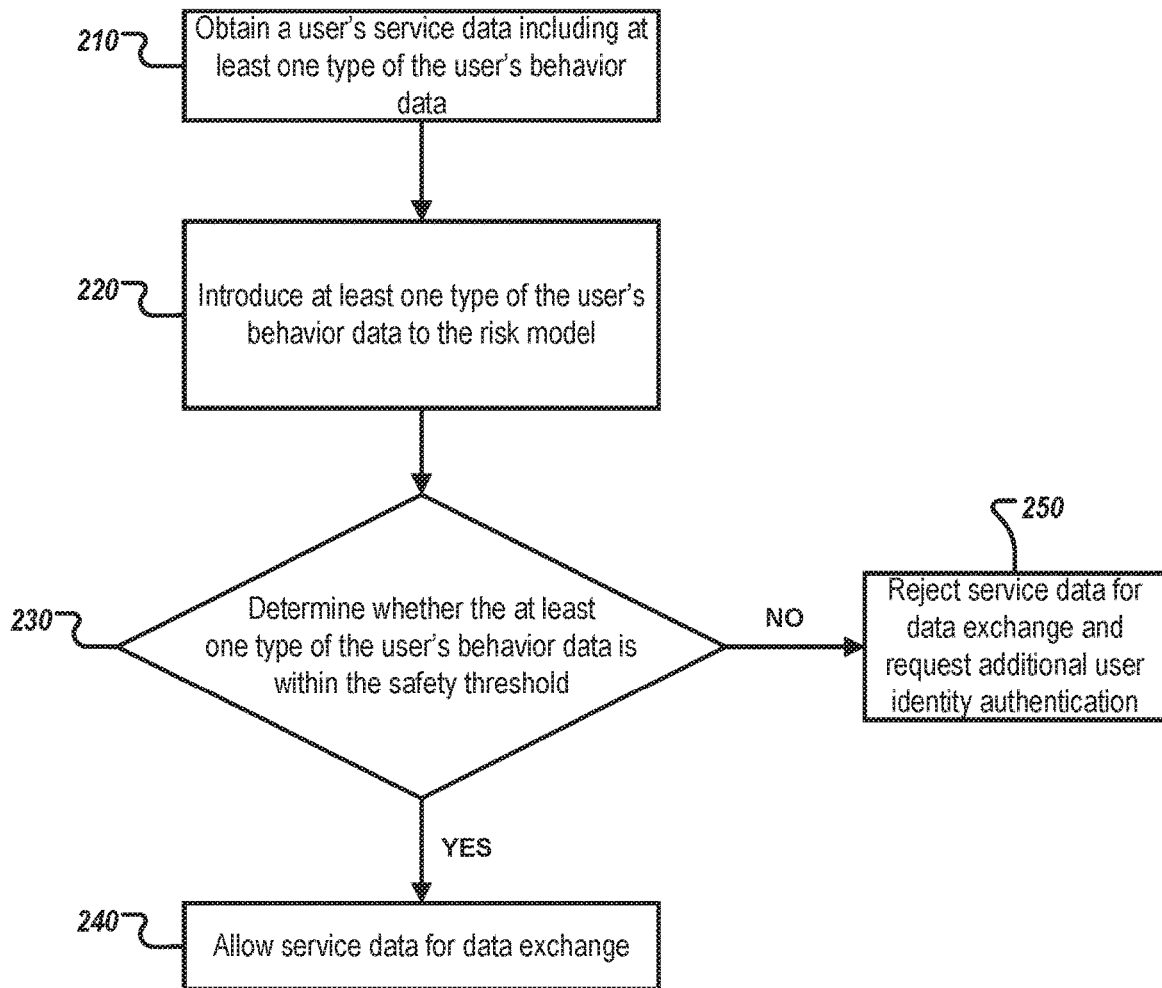 210
Obtain a user's service data including at
least one type of the user's behavior
data
220
Introduce at least one type of the user's
behavior data to the risk model
230
Determine whether the at least
one type of the user's behavior data is
within the safety threshold
NO
250
Reject service data for
data exchange and
request additional user
identity authentication
YES
240
Allow service data for data exchange